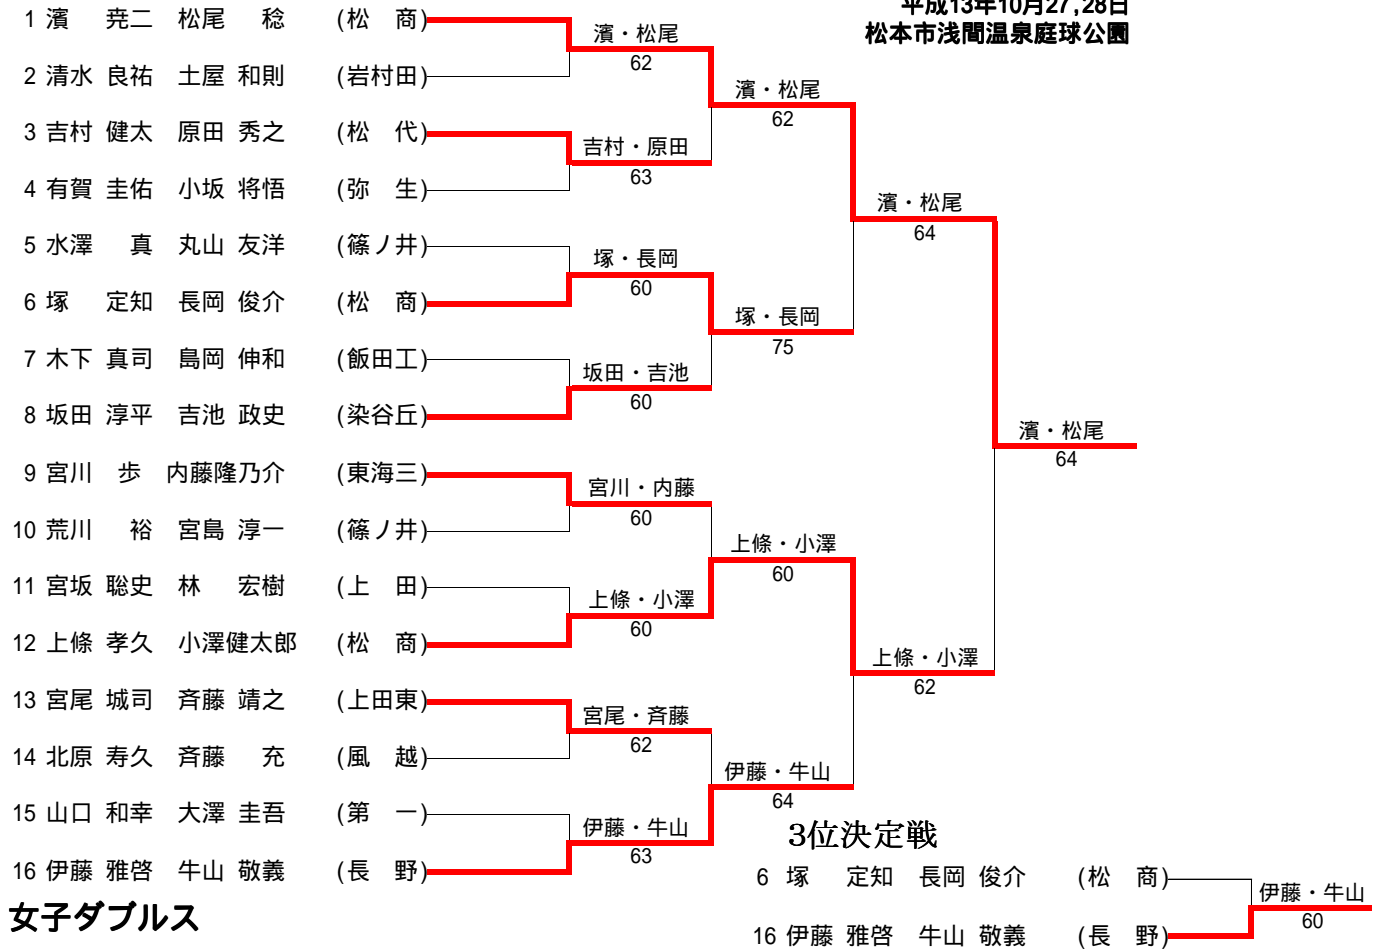 平成13年10月27,28日
松本市浅間温泉庭球公園
1 濱 尭二 松尾 稔 (松 商)
濱・松尾
62
2 清水 良祐 土屋 和則 (岩村田)
濱・松尾
62
3 吉村 健太 原田 秀之 (松 代)
吉村・原田
63
4 有賀 圭佑 小坂 将悟 (弥 生)
濱・松尾
64
5 水澤 真 丸山 友洋 (篠ノ井)
塚・長岡
60
6 塚 定知 長岡 俊介 (松 商)
塚・長岡
75
7 木下 真司 島岡 伸和 (飯田工)
坂田・吉池
60
8 坂田 淳平 吉池 政史 (染谷丘)
濱・松尾
64
9 宮川 歩 内藤隆乃介 (東海三)
宮川・内藤
60
10 荒川 裕 宮島 淳一 (篠ノ井)
上條・小澤
60
11 宮坂 聡史 林 宏樹 (上 田)
上條・小澤
60
12 上條 孝久 小澤健太郎 (松 商)
上條・小澤
62
13 宮尾 城司 斉藤 靖之 (上田東)
宮尾・斉藤
62
14 北原 寿久 斉藤 充 (風 越)
伊藤・牛山
64
15 山口 和幸 大澤 圭吾 (第 一)
伊藤・牛山
63
16 伊藤 雅啓 牛山 敬義 (長 野)
3位決定戦
6 塚 定知 長岡 俊介 (松 商)
伊藤・牛山
60
16 伊藤 雅啓 牛山 敬義 (長 野)
女子ダブルス